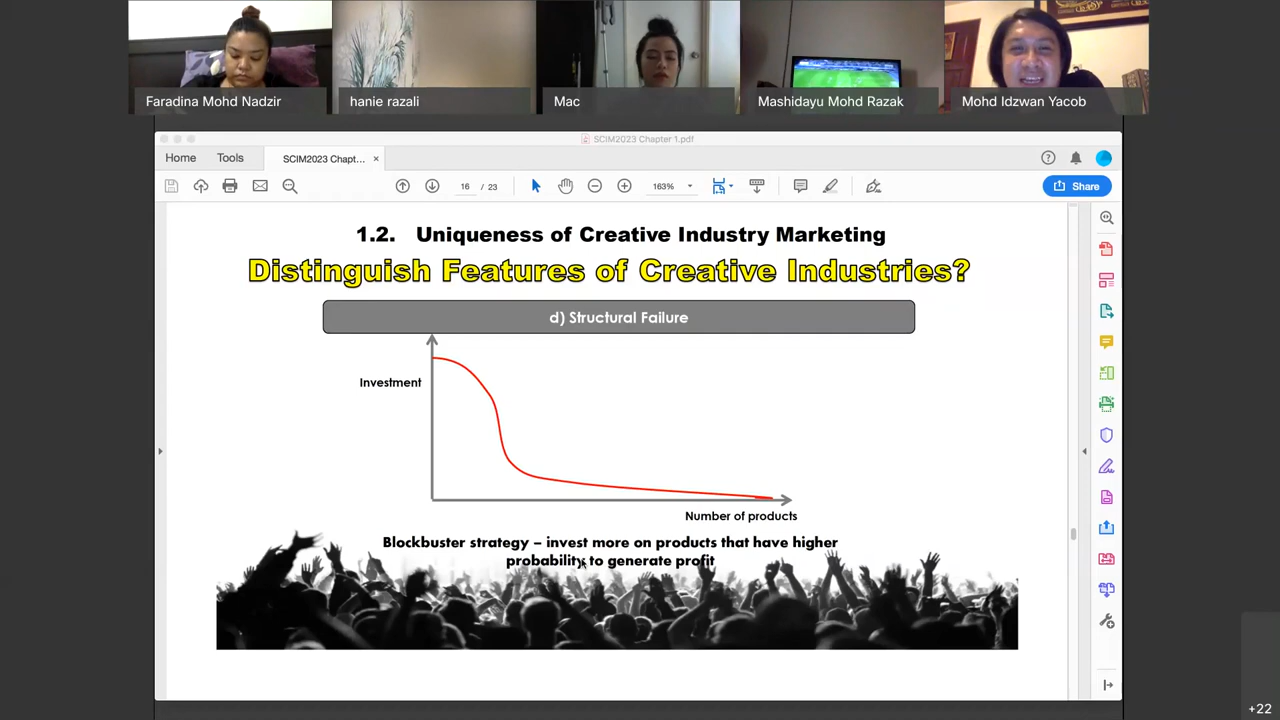 Faradina Mohd Nadzir
hanie razali
Mac
Mashidayu Mohd Razak
Mohd Idzwan Yacob
SCIM2023 Chapter 1.pdf
Home
Tools
SCIM2023 Chapt...
×
16 / 23
163%
Share
1.2. Uniqueness of Creative Industry Marketing
Distinguish Features of Creative Industries?
d) Structural Failure
Investment
Number of products
Blockbuster strategy – invest more on products that have higher
probability to generate profit
+22